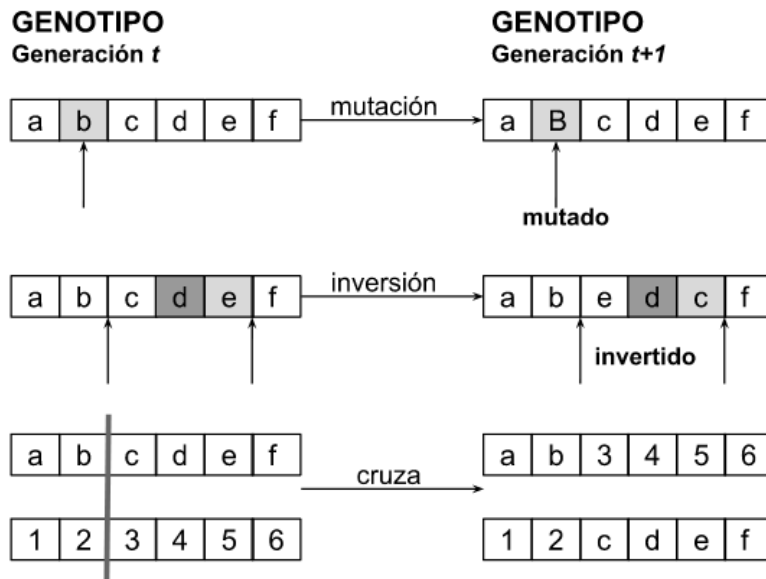 GENOTIPO
Generación t
GENOTIPO
Generación t+1
a b c d e f
mutación
a B c d e f
mutado
a b c d e f
inversión
a b e d c f
invertido
a b c d e f
a b 3 4 5 6
cruza
1 2 3 4 5 6
1 2 c d e f